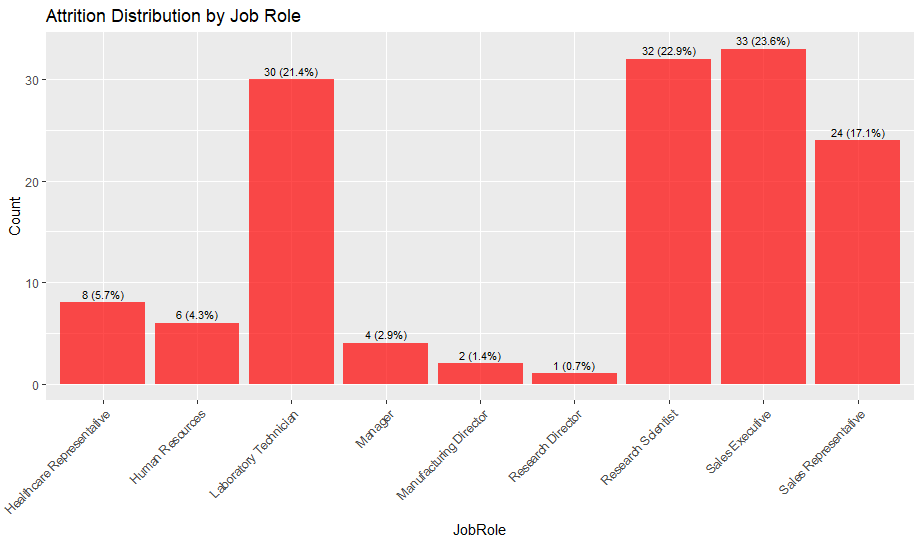 Attrition Distribution by Job Role
Count
30
20
10
0
8 (5.7%)
6 (4.3%)
30 (21.4%)
4 (2.9%)
2 (1.4%)
1 (0.7%)
32 (22.9%)
33 (23.6%)
24 (17.1%)
Healthcare Representative
Human Resources
Laboratory Technician
Manager
Manufacturing Director
Research Director
Research Scientist
Sales Executive
Sales Representative
JobRole